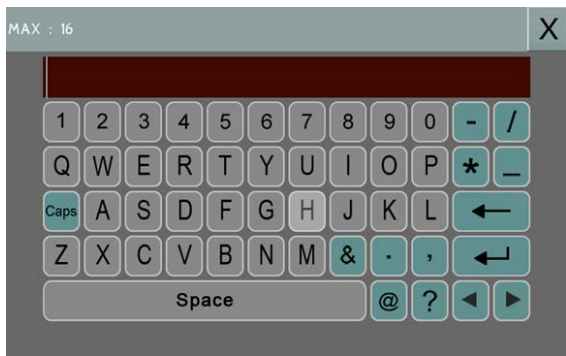 MAX : 16 X
1 2 3 4 5 6 7 8 9 0 - /
Q W E R T Y U I O P * _
Caps A S D F G H J K L ←
Z X C V B N M & . , ↵
Space @ ? ◀ ▶